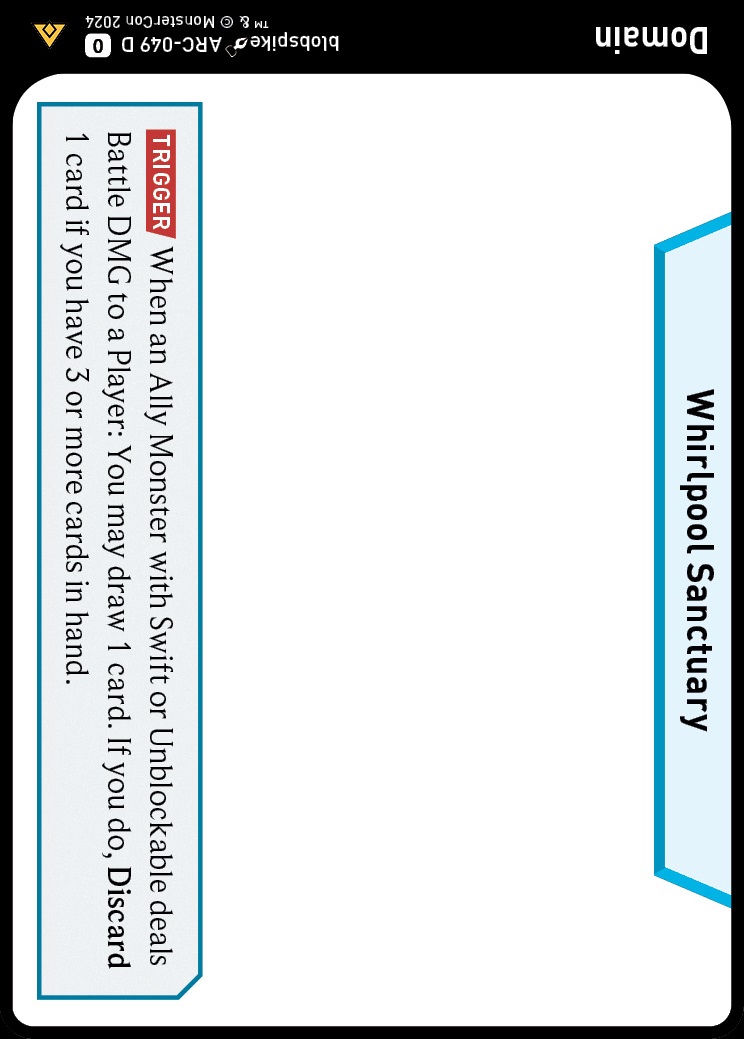 Whirlpool Sanctuary
TRIGGER When an Ally Monster with Swift or Unblockable deals
Battle DMG to a Player: You may draw 1 card. If you do, Discard
1 card if you have 3 or more cards in hand.
Domain
blobspike ARC-049 D 0
™ & © MonsterCon 2024